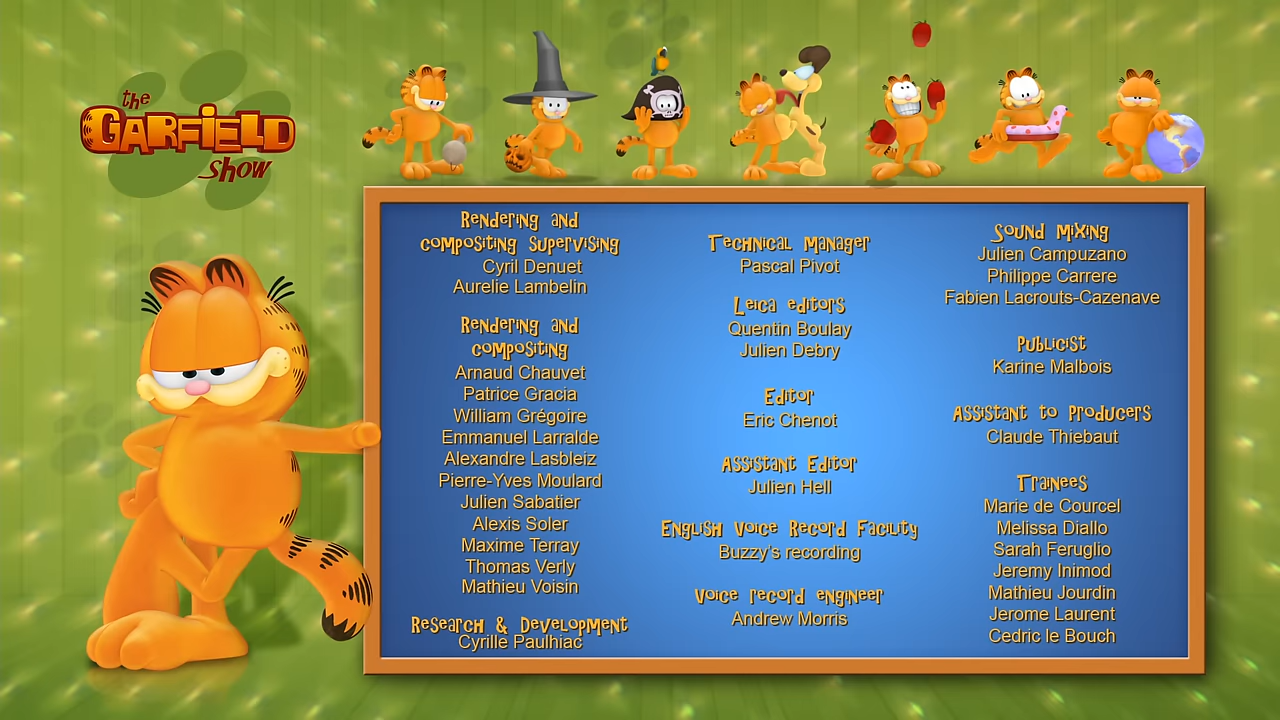 the
GARFIELD
show
Rendering and
compositing supervising
Cyril Denuet
Aurelie Lambelin
Rendering and
compositing
Arnaud Chauvet
Patrice Gracia
William Grégoire
Emmanuel Larralde
Alexandre Lasbleiz
Pierre-Yves Moulard
Julien Sabatier
Alexis Soler
Maxime Terray
Thomas Verly
Mathieu Voisin
Research & Development
Cyrille Paulhiac
Technical Manager
Pascal Pivot
Leica editors
Quentin Boulay
Julien Debry
Editor
Eric Chenot
Assistant Editor
Julien Hell
English Voice Record Facility
Buzzy's recording
Voice record engineer
Andrew Morris
Sound Mixing
Julien Campuzano
Philippe Carrere
Fabien Lacrouts-Cazenave
Publicist
Karine Malbois
Assistant to Producers
Claude Thiebaut
Trainees
Marie de Courcel
Melissa Diallo
Sarah Feruglio
Jeremy Inimod
Mathieu Jourdin
Jerome Laurent
Cedric le Bouch